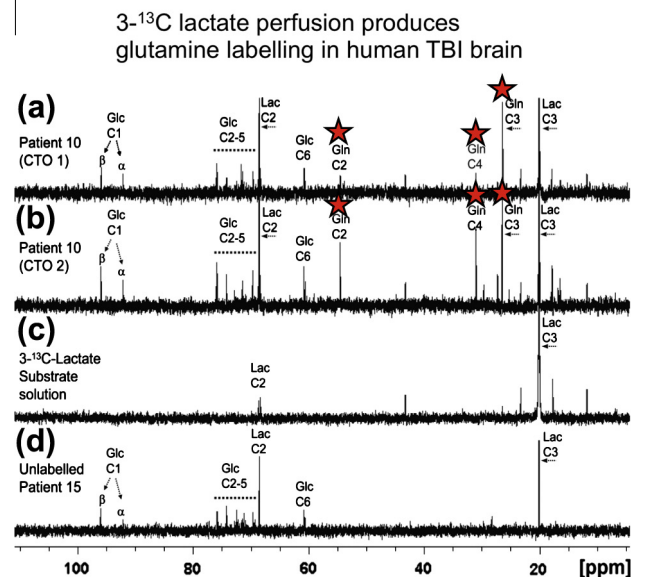 3-¹³C lactate perfusion produces
glutamine labelling in human TBI brain
(a)
Patient 10
(CTO 1)
Glc
C1
β α
Glc
C2-5
Lac
C2
Glc
C6
Gln
C2
Gln
C4
Gln
C3
Lac
C3
(b)
Patient 10
(CTO 2)
Glc
C1
β α
Glc
C2-5
Lac
C2
Glc
C6
Gln
C2
Gln
C4
Gln
C3
Lac
C3
(c)
3-¹³C-Lactate
Substrate
solution
Lac
C2
Lac
C3
(d)
Unlabelled
Patient 15
Glc
C1
β α
Glc
C2-5
Lac
C2
Glc
C6
Lac
C3
100 80 60 40 20 [ppm]